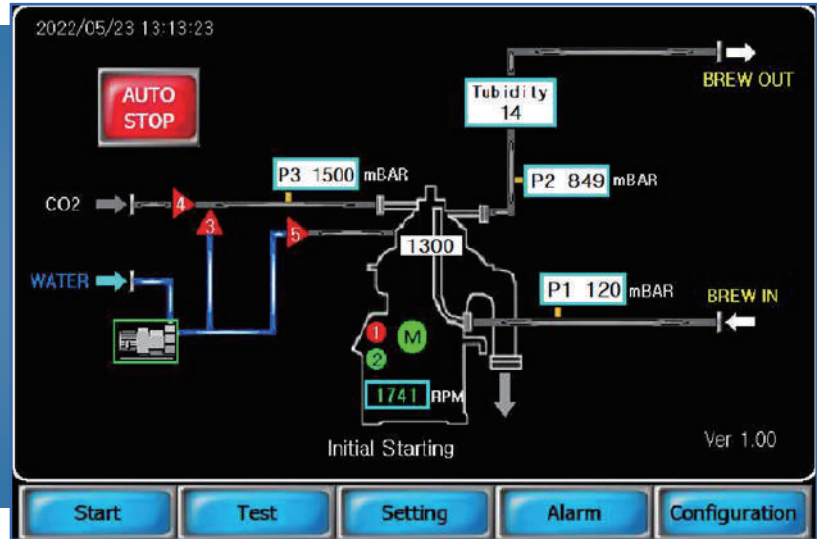 2022/05/23 13:13:23
AUTO
STOP
Tubidity
14
BREW OUT
P3 1500 mBAR
P2 849 mBAR
CO2
4
3
5
1300
WATER
P1 120 mBAR
BREW IN
1
M
2
1741 RPM
Initial Starting
Ver 1.00
Start
Test
Setting
Alarm
Configuration